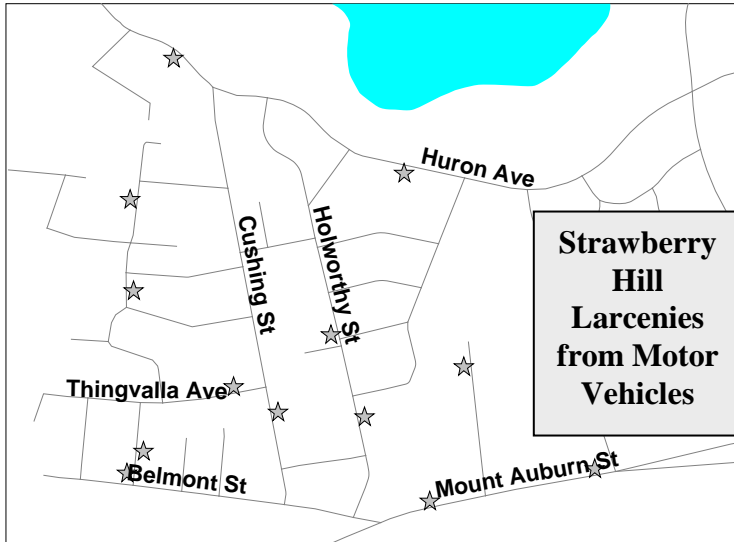 Huron Ave
Cushing St
Holworthy St
Strawberry
Hill
Larcenies
from Motor
Vehicles
Thingvalla Ave
Belmont St
Mount Auburn St